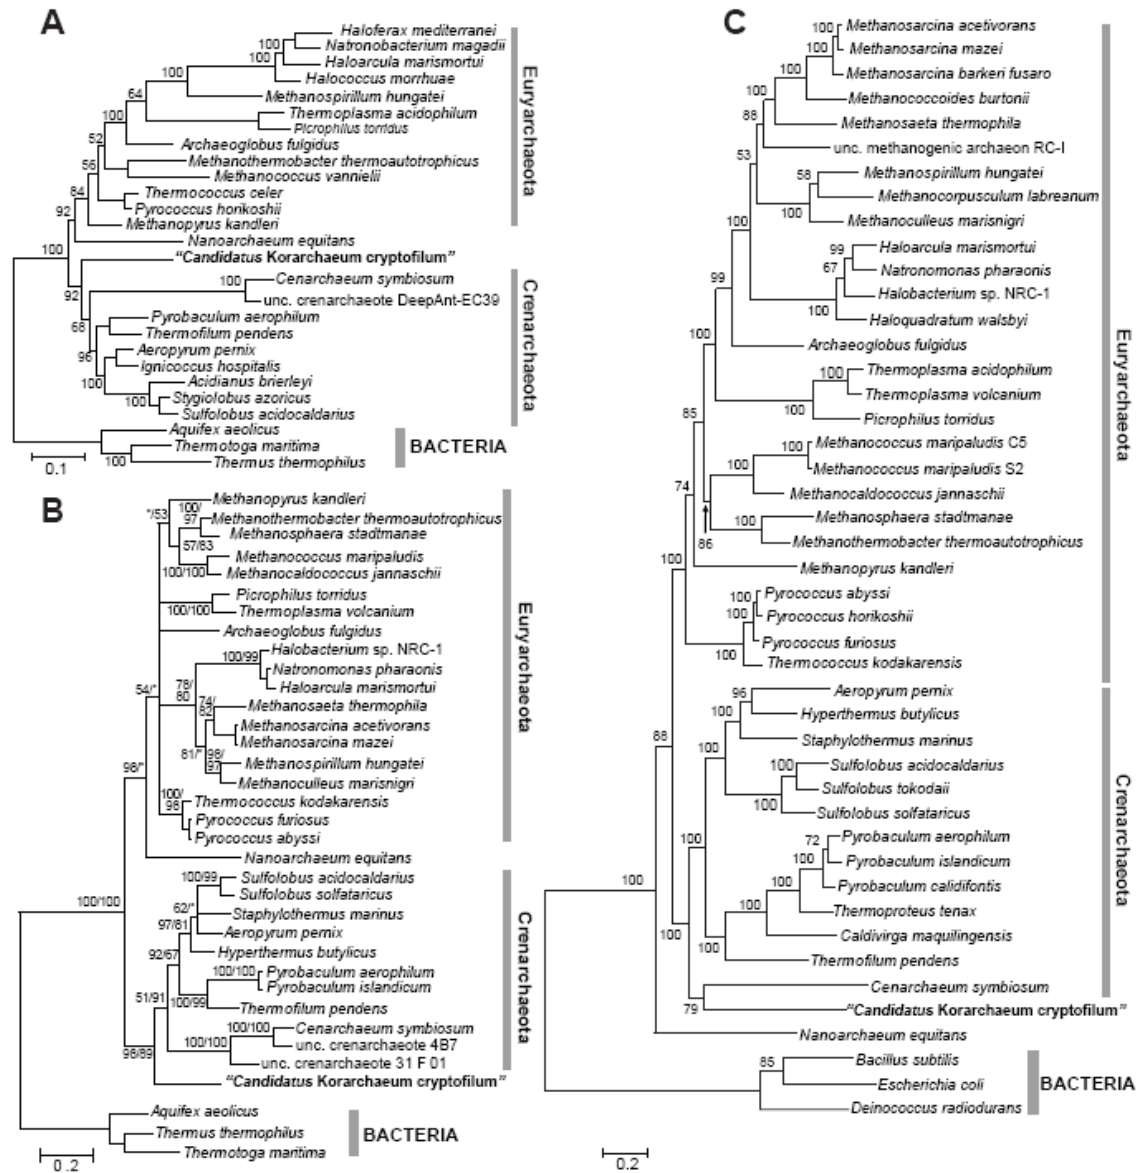 A
Haloferax mediterranei
100
Natronobacterium magadii
100
Haloarcula marismortui
100
Halococcus morrhuae
Methanospirillum hungatei
64
Thermoplasma acidophilum
100
Picrophilus torridus
100
Archaeoglobus fulgidus
52
Methanothermobacter thermoautotrophicus
56
Methanococcus vannielii
84
Thermococcus celer
Pyrococcus horikoshii
92
Methanopyrus kandleri
Nanoarchaeum equitans
100
"Candidatus Korarchaeum cryptofilum"
100
Cenarchaeum symbiosum
92
unc. crenarchaeote DeepAnt-EC39
68
Pyrobaculum aerophilum
Thermofilum pendens
96
Aeropyrum pernix
Ignicoccus hospitalis
100
Acidianus brierleyi
100
Stygiolobus azoricus
Sulfolobus acidocaldarius
Aquifex aeolicus
Thermotoga maritima
100
Thermus thermophilus
0.1
Euryarchaeota
Crenarchaeota
BACTERIA
B
Methanopyrus kandleri
*/53
100/
97
Methanothermobacter thermoautotrophicus
Methanosphaera stadtmanae
57/83
Methanococcus maripaludis
100/100
Methanocaldococcus jannaschii
Picrophilus torridus
100/100
Thermoplasma volcanium
Archaeoglobus fulgidus
Halobacterium sp. NRC-1
100/99
Natronomonas pharaonis
Haloarcula marismortui
78/
80
54/*
74/
62
Methanosaeta thermophila
Methanosarcina acetivorans
Methanosarcina mazei
81/*
98/
97
Methanospirillum hungatei
Methanoculleus marisnigri
98/*
100/
98
Thermococcus kodakarensis
Pyrococcus furiosus
Pyrococcus abyssi
Nanoarchaeum equitans
100/99
Sulfolobus acidocaldarius
Sulfolobus solfataricus
100/100
62/*
Staphylothermus marinus
97/81
Aeropyrum pernix
92/67
Hyperthermus butylicus
100/100
Pyrobaculum aerophilum
Pyrobaculum islandicum
51/91
100/99
Thermofilum pendens
100/100
Cenarchaeum symbiosum
100/100
unc. crenarchaeote 4B7
98/89
unc. crenarchaeote 31 F 01
"Candidatus Korarchaeum cryptofilum"
Aquifex aeolicus
Thermus thermophilus
Thermotoga maritima
0.2
Euryarchaeota
Crenarchaeota
BACTERIA
C
100
Methanosarcina acetivorans
100
Methanosarcina mazei
100
Methanosarcina barkeri fusaro
100
Methanococcoides burtonii
88
Methanosaeta thermophila
unc. methanogenic archaeon RC-I
53
58
Methanospirillum hungatei
Methanocorpusculum labreanum
100
Methanoculleus marisnigri
99
Haloarcula marismortui
67
Natronomonas pharaonis
99
Halobacterium sp. NRC-1
100
Haloquadratum walsbyi
100
Archaeoglobus fulgidus
100
Thermoplasma acidophilum
Thermoplasma volcanium
100
Picrophilus torridus
85
100
Methanococcus maripaludis C5
100
Methanococcus maripaludis S2
74
Methanocaldococcus jannaschii
100
Methanosphaera stadtmanae
86
Methanothermobacter thermoautotrophicus
100
Methanopyrus kandleri
100
Pyrococcus abyssi
100
Pyrococcus horikoshii
Pyrococcus furiosus
100
Thermococcus kodakarensis
96
Aeropyrum pernix
100
Hyperthermus butylicus
88
100
Staphylothermus marinus
100
Sulfolobus acidocaldarius
Sulfolobus tokodaii
100
Sulfolobus solfataricus
100
72
Pyrobaculum aerophilum
100
Pyrobaculum islandicum
100
100
Pyrobaculum calidifontis
Thermoproteus tenax
100
100
Caldivirga maquilingensis
Thermofilum pendens
Cenarchaeum symbiosum
79
"Candidatus Korarchaeum cryptofilum"
Nanoarchaeum equitans
85
Bacillus subtilis
Escherichia coli
Deinococcus radiodurans
0.2
Euryarchaeota
Crenarchaeota
BACTERIA